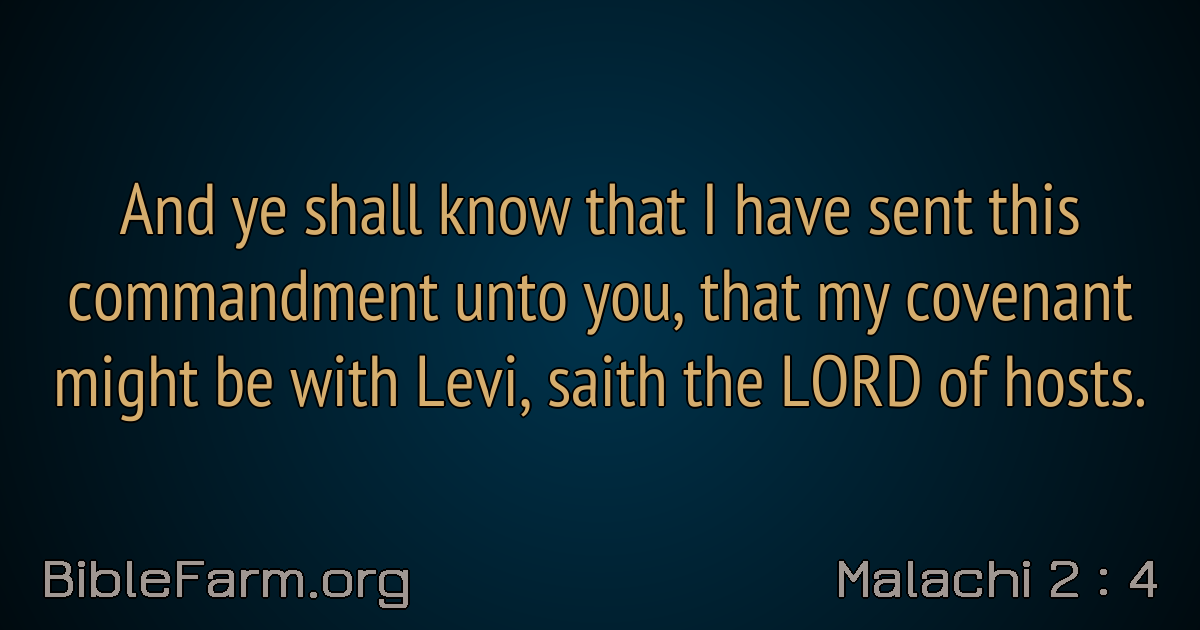 And ye shall know that I have sent this
commandment unto you, that my covenant
might be with Levi, saith the LORD of hosts.
BibleFarm.org
Malachi 2 : 4